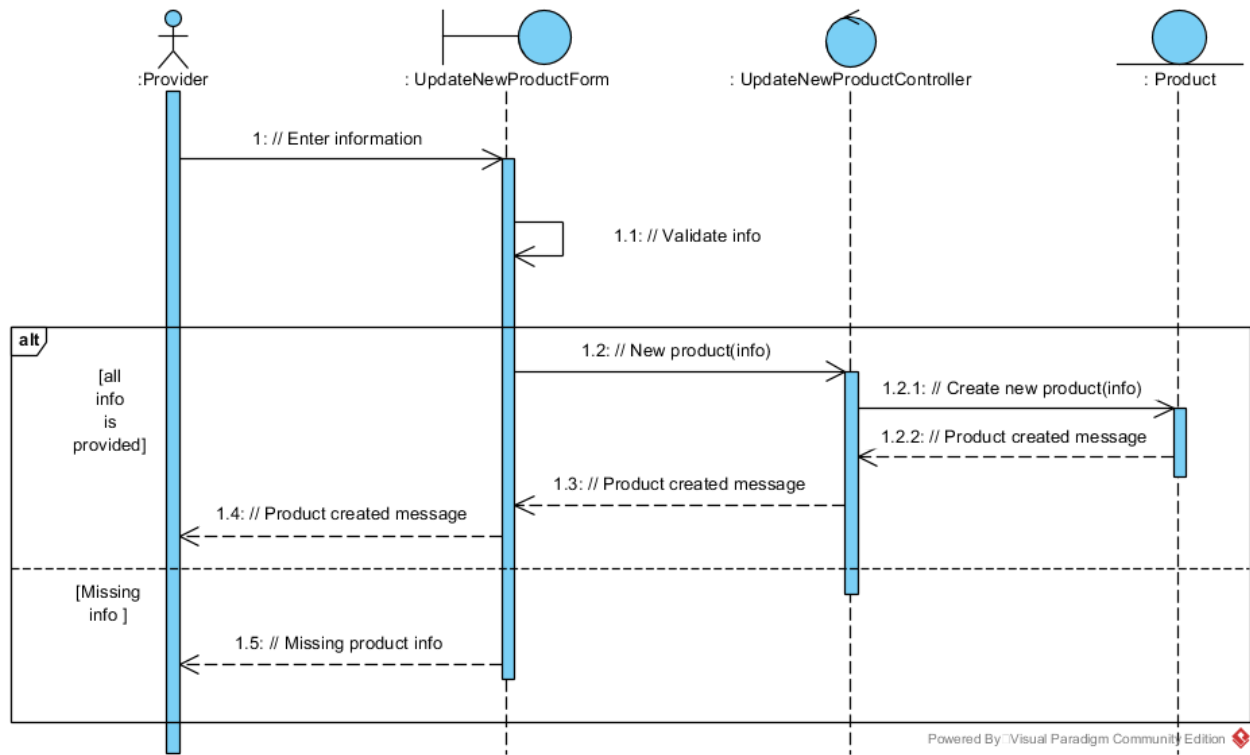 :Provider
: UpdateNewProductForm
: UpdateNewProductController
: Product
1: // Enter information
1.1: // Validate info
alt
[all
info
is
provided]
1.2: // New product(info)
1.2.1: // Create new product(info)
1.2.2: // Product created message
1.3: // Product created message
1.4: // Product created message
[Missing
info ]
1.5: // Missing product info
Powered By Visual Paradigm Community Edition